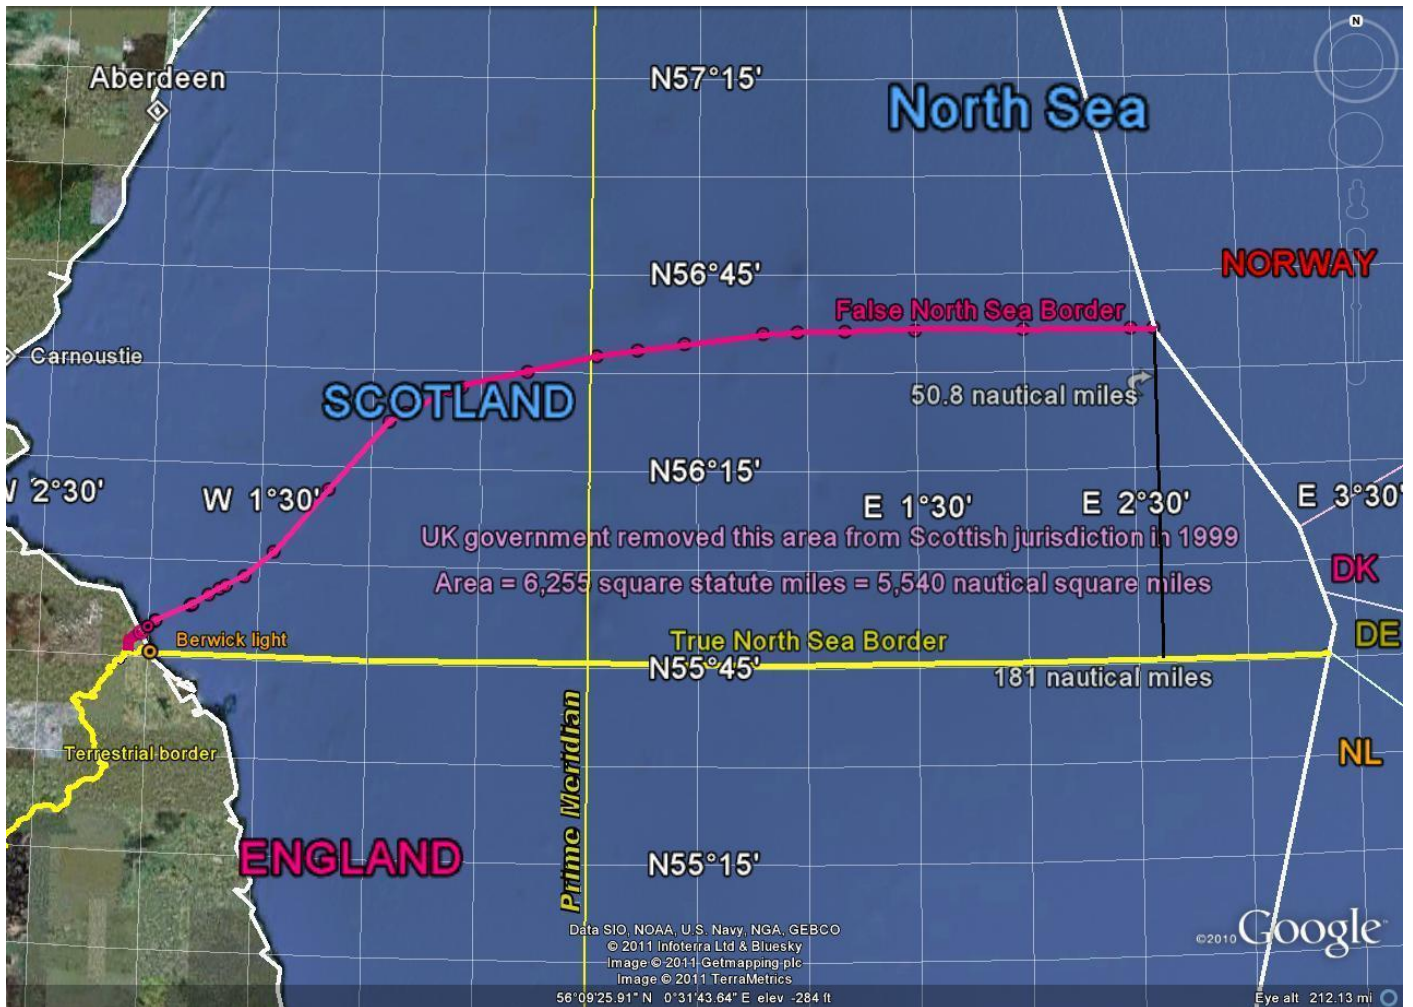 N
Aberdeen
N57°15'
North Sea
N56°45'
NORWAY
False North Sea Border
Carnoustie
50.8 nautical miles
SCOTLAND
N56°15'
W 2°30'
W 1°30'
E 1°30'
E 2°30'
E 3°30'
UK government removed this area from Scottish jurisdiction in 1999
Area = 6,255 square statute miles = 5,540 nautical square miles
DK
Berwick light
True North Sea Border
DE
N55°45'
181 nautical miles
Terrestrial border
Prime Meridian
NL
ENGLAND
N55°15'
Data SIO, NOAA, U.S. Navy, NGA, GEBCO
© 2011 Infoterra Ltd & Bluesky
Image © 2011 Getmapping plc
Image © 2011 TerraMetrics
©2010 Google
56°09'25.91" N 0°31'43.64" E elev -284 ft
Eye alt 212.13 mi